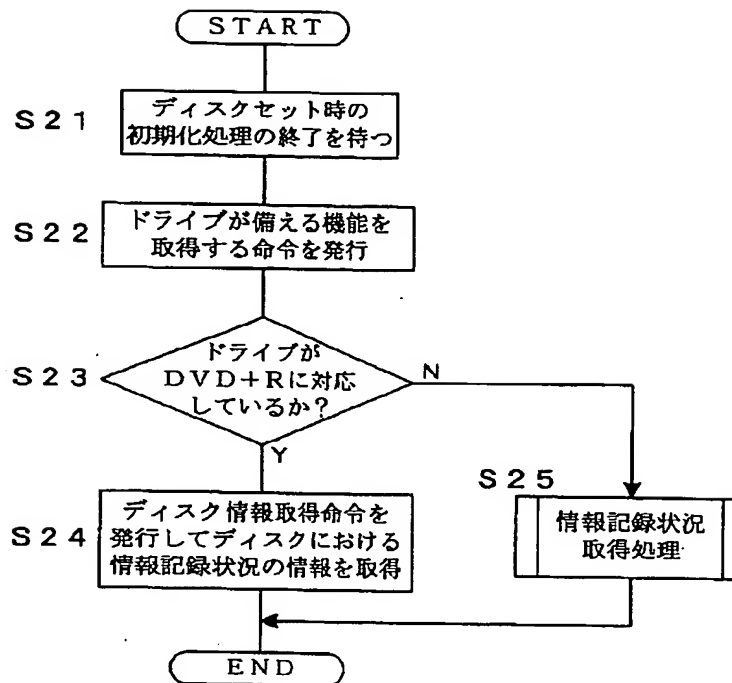 START
S21
ディスクセット時の
初期化処理の終了を待つ
S22
ドライブが備える機能を
取得する命令を発行
S23
ドライブが
DVD+Rに対応
しているか?
N
Y
S24
ディスク情報取得命令を
発行してディスクにおける
情報記録状況の情報を取得
S25
情報記録状況
取得処理
END